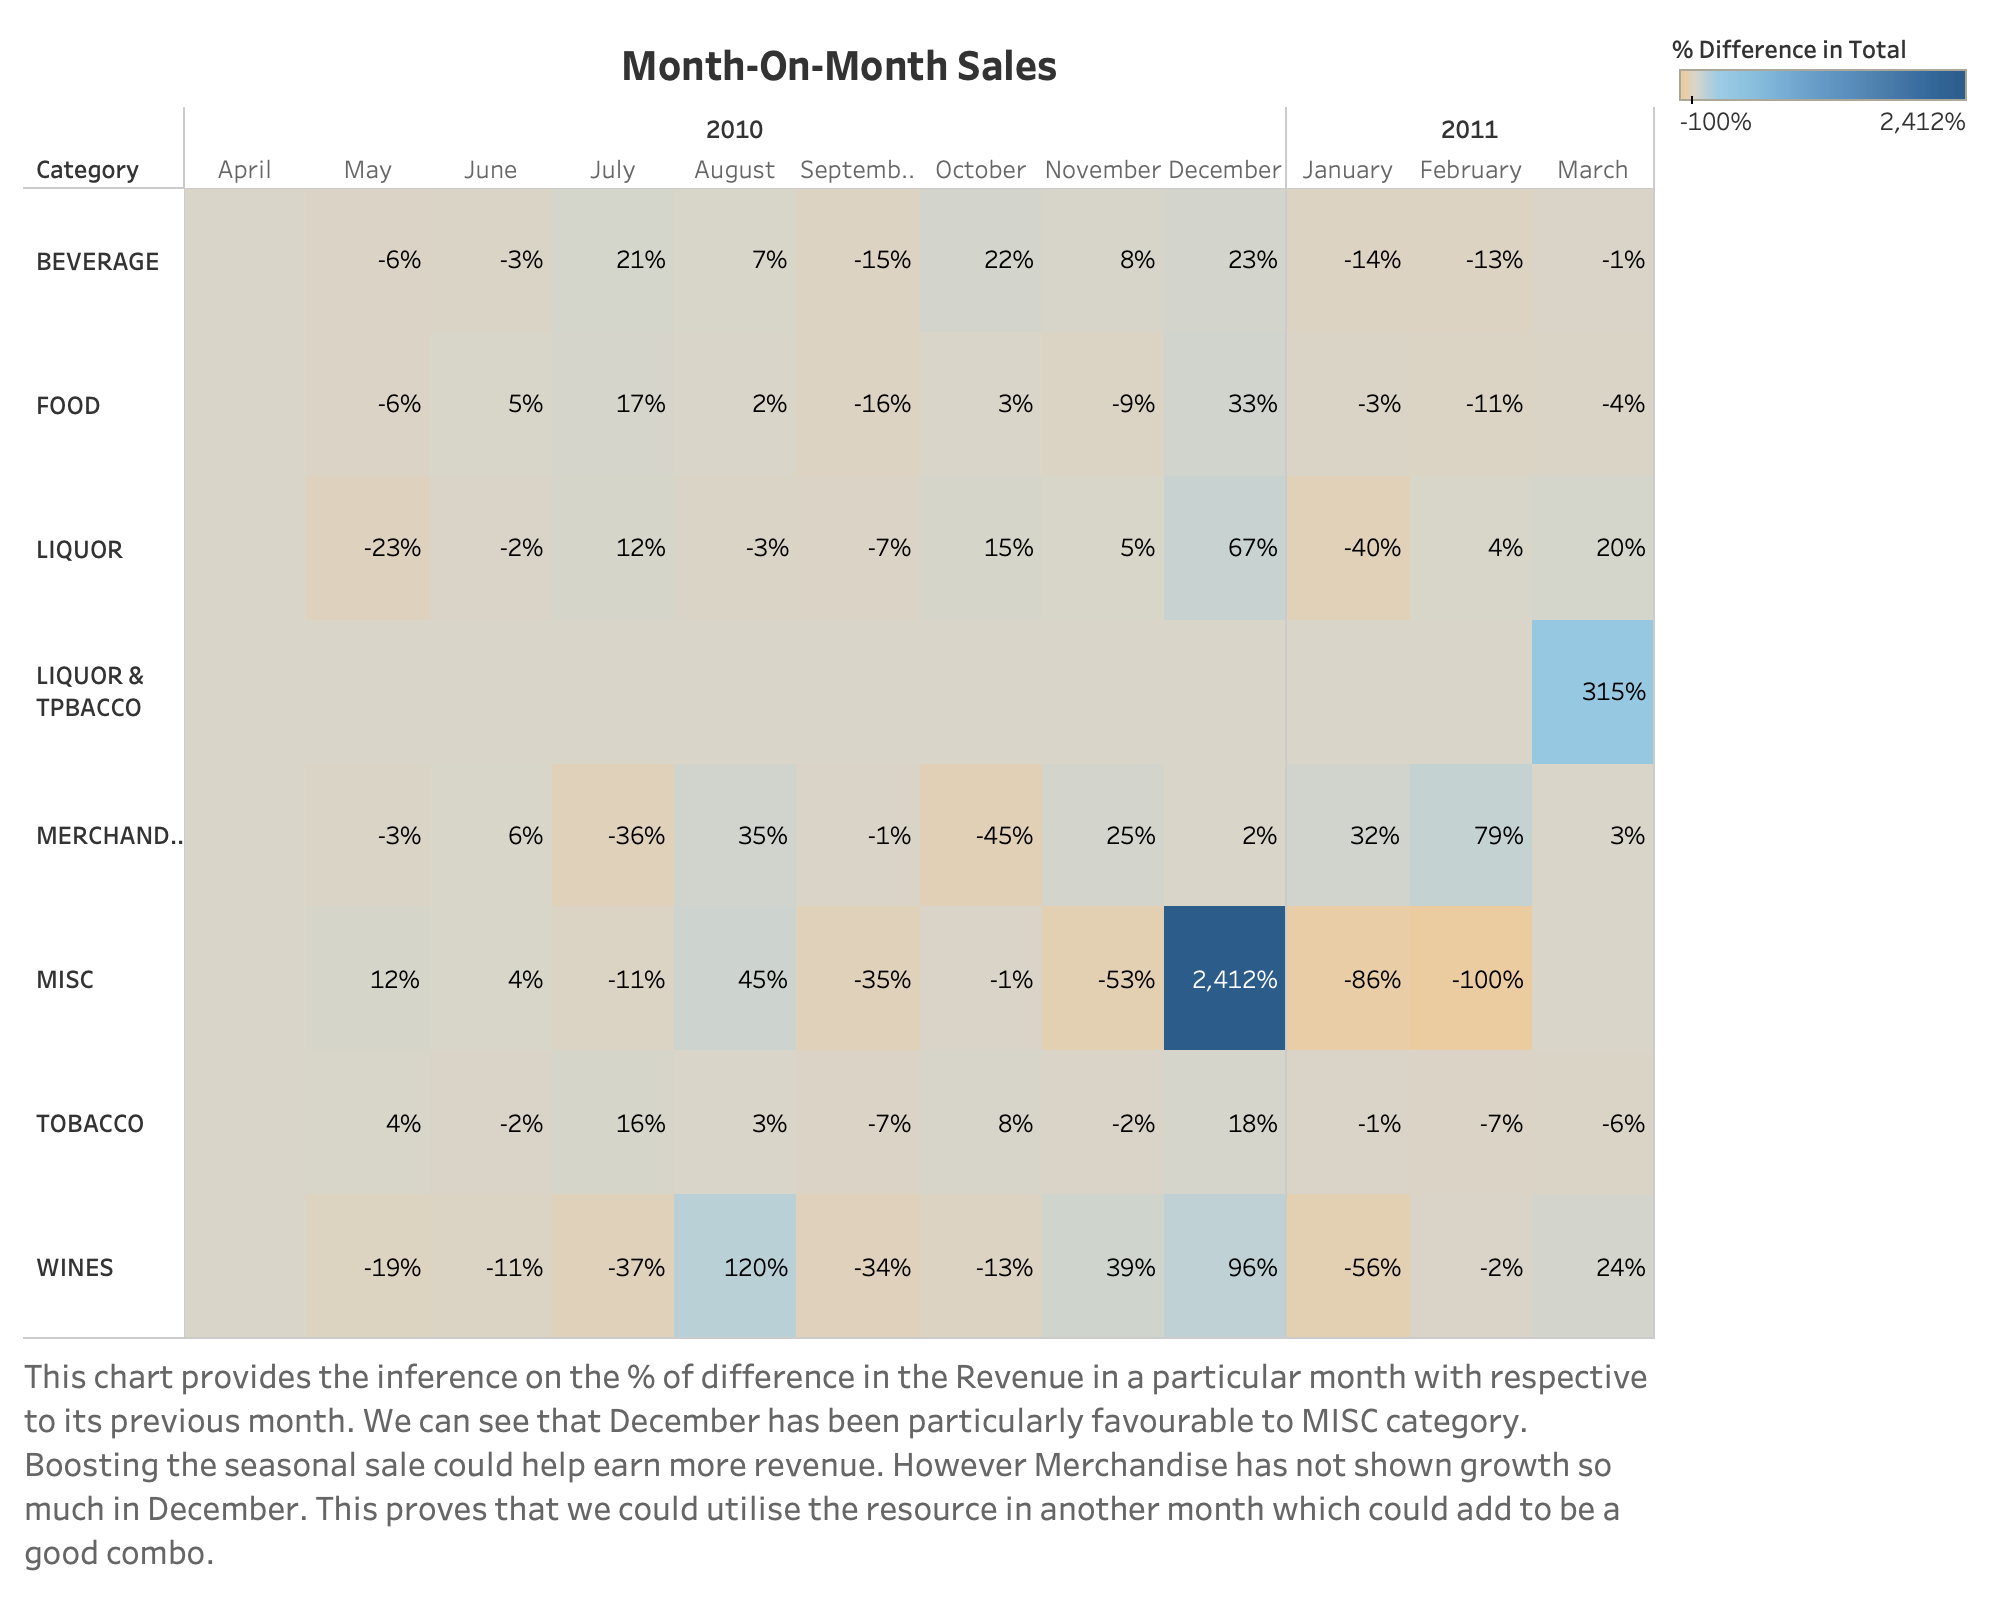 Month-On-Month Sales
% Difference in Total
-100% 2,412%
2010 2011
Category April May June July August Septemb.. October November December January February March
BEVERAGE -6% -3% 21% 7% -15% 22% 8% 23% -14% -13% -1%
FOOD -6% 5% 17% 2% -16% 3% -9% 33% -3% -11% -4%
LIQUOR -23% -2% 12% -3% -7% 15% 5% 67% -40% 4% 20%
LIQUOR &
TPBACCO
315%
MERCHAND.. -3% 6% -36% 35% -1% -45% 25% 2% 32% 79% 3%
MISC 12% 4% -11% 45% -35% -1% -53% 2,412% -86% -100%
TOBACCO 4% -2% 16% 3% -7% 8% -2% 18% -1% -7% -6%
WINES -19% -11% -37% 120% -34% -13% 39% 96% -56% -2% 24%
This chart provides the inference on the % of difference in the Revenue in a particular month with respective
to its previous month. We can see that December has been particularly favourable to MISC category.
Boosting the seasonal sale could help earn more revenue. However Merchandise has not shown growth so
much in December. This proves that we could utilise the resource in another month which could add to be a
good combo.